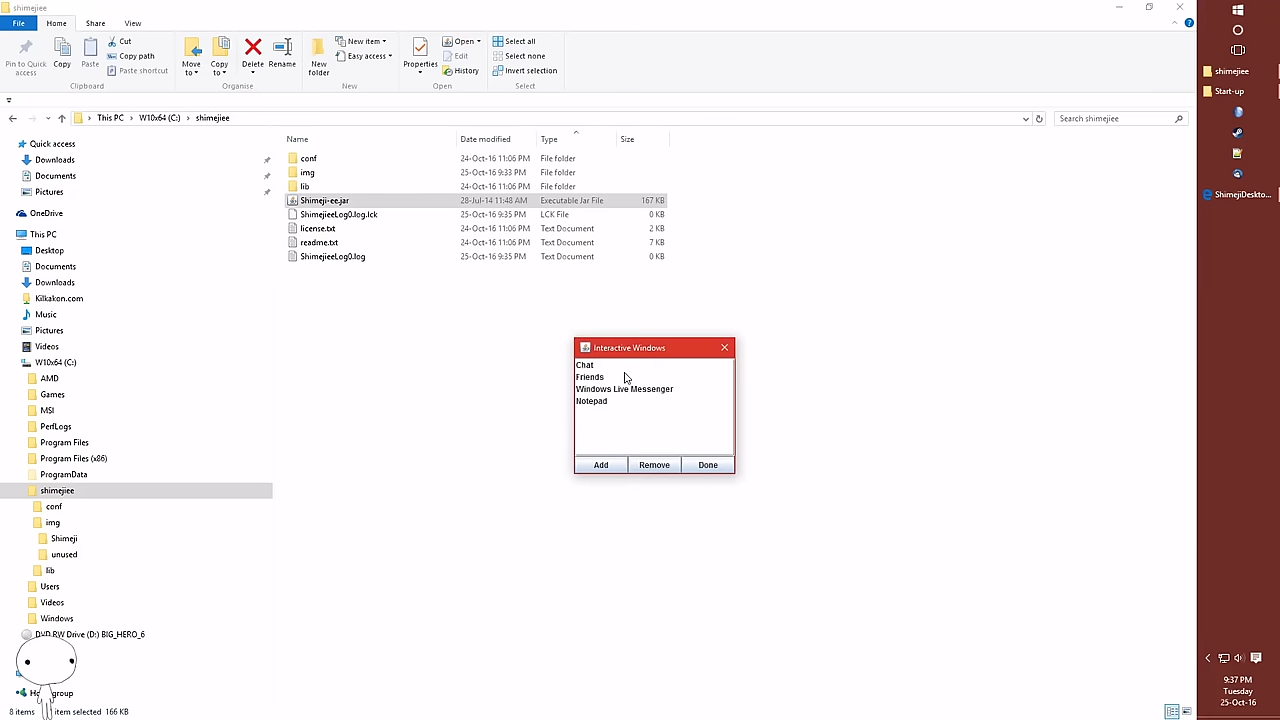 shimejiee
File
Home
Share
View
Pin to Quick access
Copy
Paste
Cut
Copy path
Paste shortcut
Clipboard
Move to
Copy to
Delete
Rename
Organise
New folder
New item
Easy access
New
Properties
Open
Edit
History
Open
Select all
Select none
Invert selection
Select
This PC
W10x64 (C:)
shimejiee
Search shimejiee
Name
Date modified
Type
Size
conf
24-Oct-16 11:06 PM
File folder
img
25-Oct-16 9:33 PM
File folder
lib
24-Oct-16 11:06 PM
File folder
Shimeji-ee.jar
28-Jul-14 11:48 AM
Executable Jar File
167 KB
ShimejieeLog0.log.lck
25-Oct-16 9:35 PM
LCK File
0 KB
license.txt
24-Oct-16 11:06 PM
Text Document
2 KB
readme.txt
24-Oct-16 11:06 PM
Text Document
7 KB
ShimejieeLog0.log
25-Oct-16 9:35 PM
Text Document
0 KB
Quick access
Downloads
Documents
Pictures
OneDrive
This PC
Desktop
Documents
Downloads
Kilkakon.com
Music
Pictures
Videos
W10x64 (C:)
AMD
Games
MSI
PerfLogs
Program Files
Program Files (x86)
ProgramData
shimejiee
conf
img
Shimeji
unused
lib
Users
Videos
Windows
DVD RW Drive (D:) BIG_HERO_6
8 items
item selected 166 KB
Interactive Windows
Chat
Friends
Windows Live Messenger
Notepad
Add
Remove
Done
shimejiee
Start-up
ShimejiDeskto...
9:37 PM
Tuesday
25-Oct-16